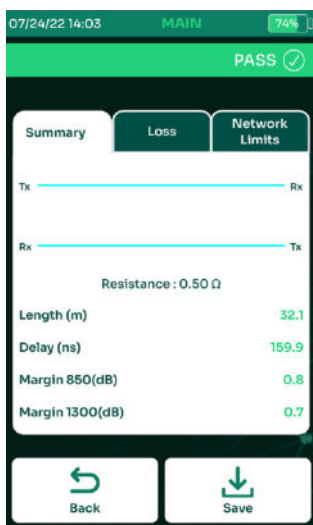 07/24/22 14:03 MAIN 74%
PASS
Summary Loss Network Limits
Tx Rx
Rx Tx
Resistance : 0.50 Ω
Length (m) 32.1
Delay (ns) 159.9
Margin 850(dB) 0.8
Margin 1300(dB) 0.7
Back Save